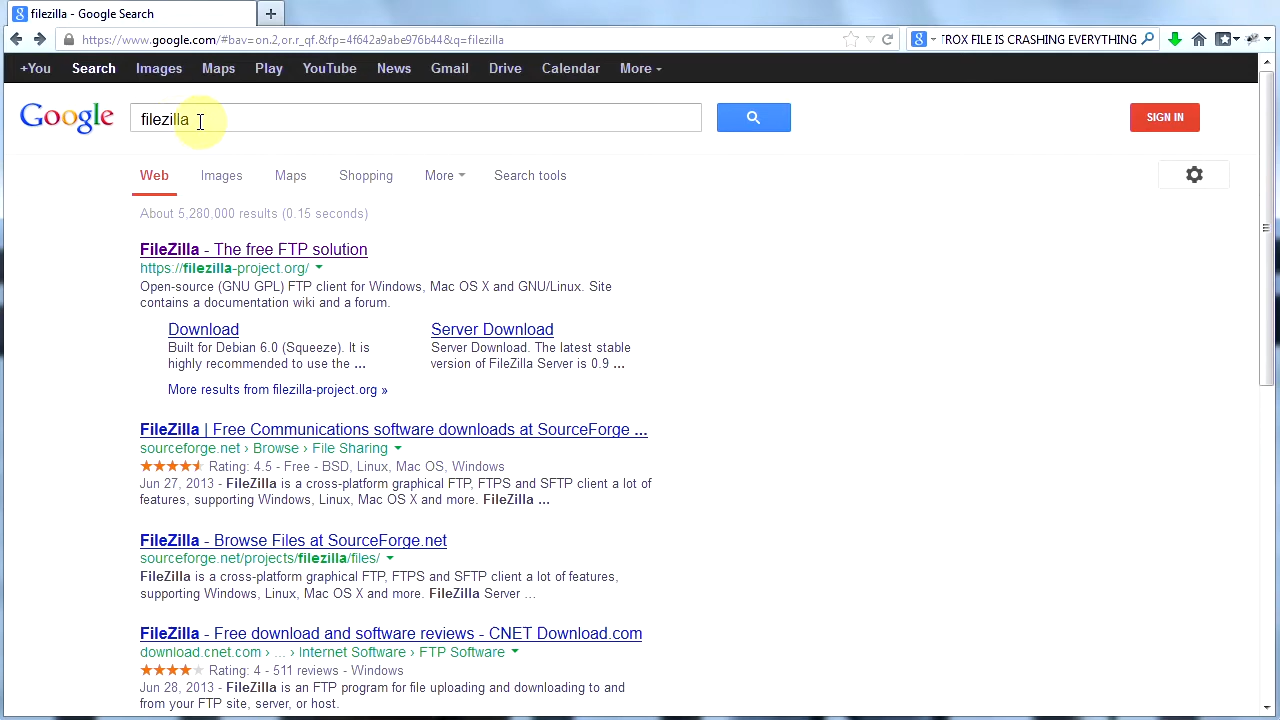 filezilla - Google Search
https://www.google.com/#bav=on.2,or.r_qf.&fp=4f642a9abe976b44&q=filezilla
ROX FILE IS CRASHING EVERYTHING
+You Search Images Maps Play YouTube News Gmail Drive Calendar More
Google
filezilla
SIGN IN
Web Images Maps Shopping More Search tools
About 5,280,000 results (0.15 seconds)
FileZilla - The free FTP solution
https://filezilla-project.org/
Open-source (GNU GPL) FTP client for Windows, Mac OS X and GNU/Linux. Site
contains a documentation wiki and a forum.
Download
Built for Debian 6.0 (Squeeze). It is
highly recommended to use the ...
Server Download
Server Download. The latest stable
version of FileZilla Server is 0.9 ...
More results from filezilla-project.org »
FileZilla | Free Communications software downloads at SourceForge ...
sourceforge.net › Browse › File Sharing
Rating: 4.5 - Free - BSD, Linux, Mac OS, Windows
Jun 27, 2013 - FileZilla is a cross-platform graphical FTP, FTPS and SFTP client a lot of
features, supporting Windows, Linux, Mac OS X and more. FileZilla ...
FileZilla - Browse Files at SourceForge.net
sourceforge.net/projects/filezilla/files/
FileZilla is a cross-platform graphical FTP, FTPS and SFTP client a lot of features,
supporting Windows, Linux, Mac OS X and more. FileZilla Server ...
FileZilla - Free download and software reviews - CNET Download.com
download.cnet.com › ... › Internet Software › FTP Software
Rating: 4 - 511 reviews - Windows
Jun 28, 2013 - FileZilla is an FTP program for file uploading and downloading to and
from your FTP site, server, or host.